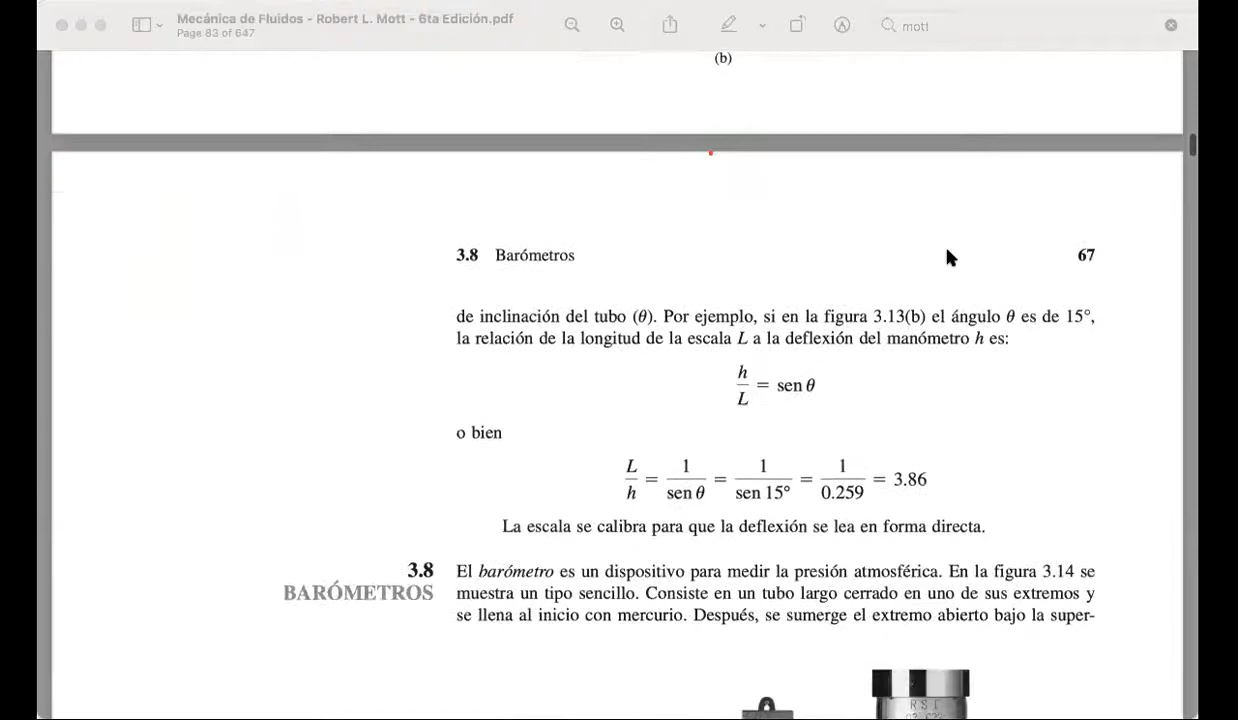 Mecánica de Fluidos - Robert L. Mott - 6ta Edición.pdf
Page 83 of 647
mott
(b)
3.8 Barómetros 67
de inclinación del tubo (θ). Por ejemplo, si en la figura 3.13(b) el ángulo θ es de 15°,
la relación de la longitud de la escala L a la deflexión del manómetro h es:
h/L = sen θ
o bien
L/h = 1/sen θ = 1/sen 15° = 1/0.259 = 3.86
La escala se calibra para que la deflexión se lea en forma directa.
3.8
BARÓMETROS
El barómetro es un dispositivo para medir la presión atmosférica. En la figura 3.14 se
muestra un tipo sencillo. Consiste en un tubo largo cerrado en uno de sus extremos y
se llena al inicio con mercurio. Después, se sumerge el extremo abierto bajo la super-